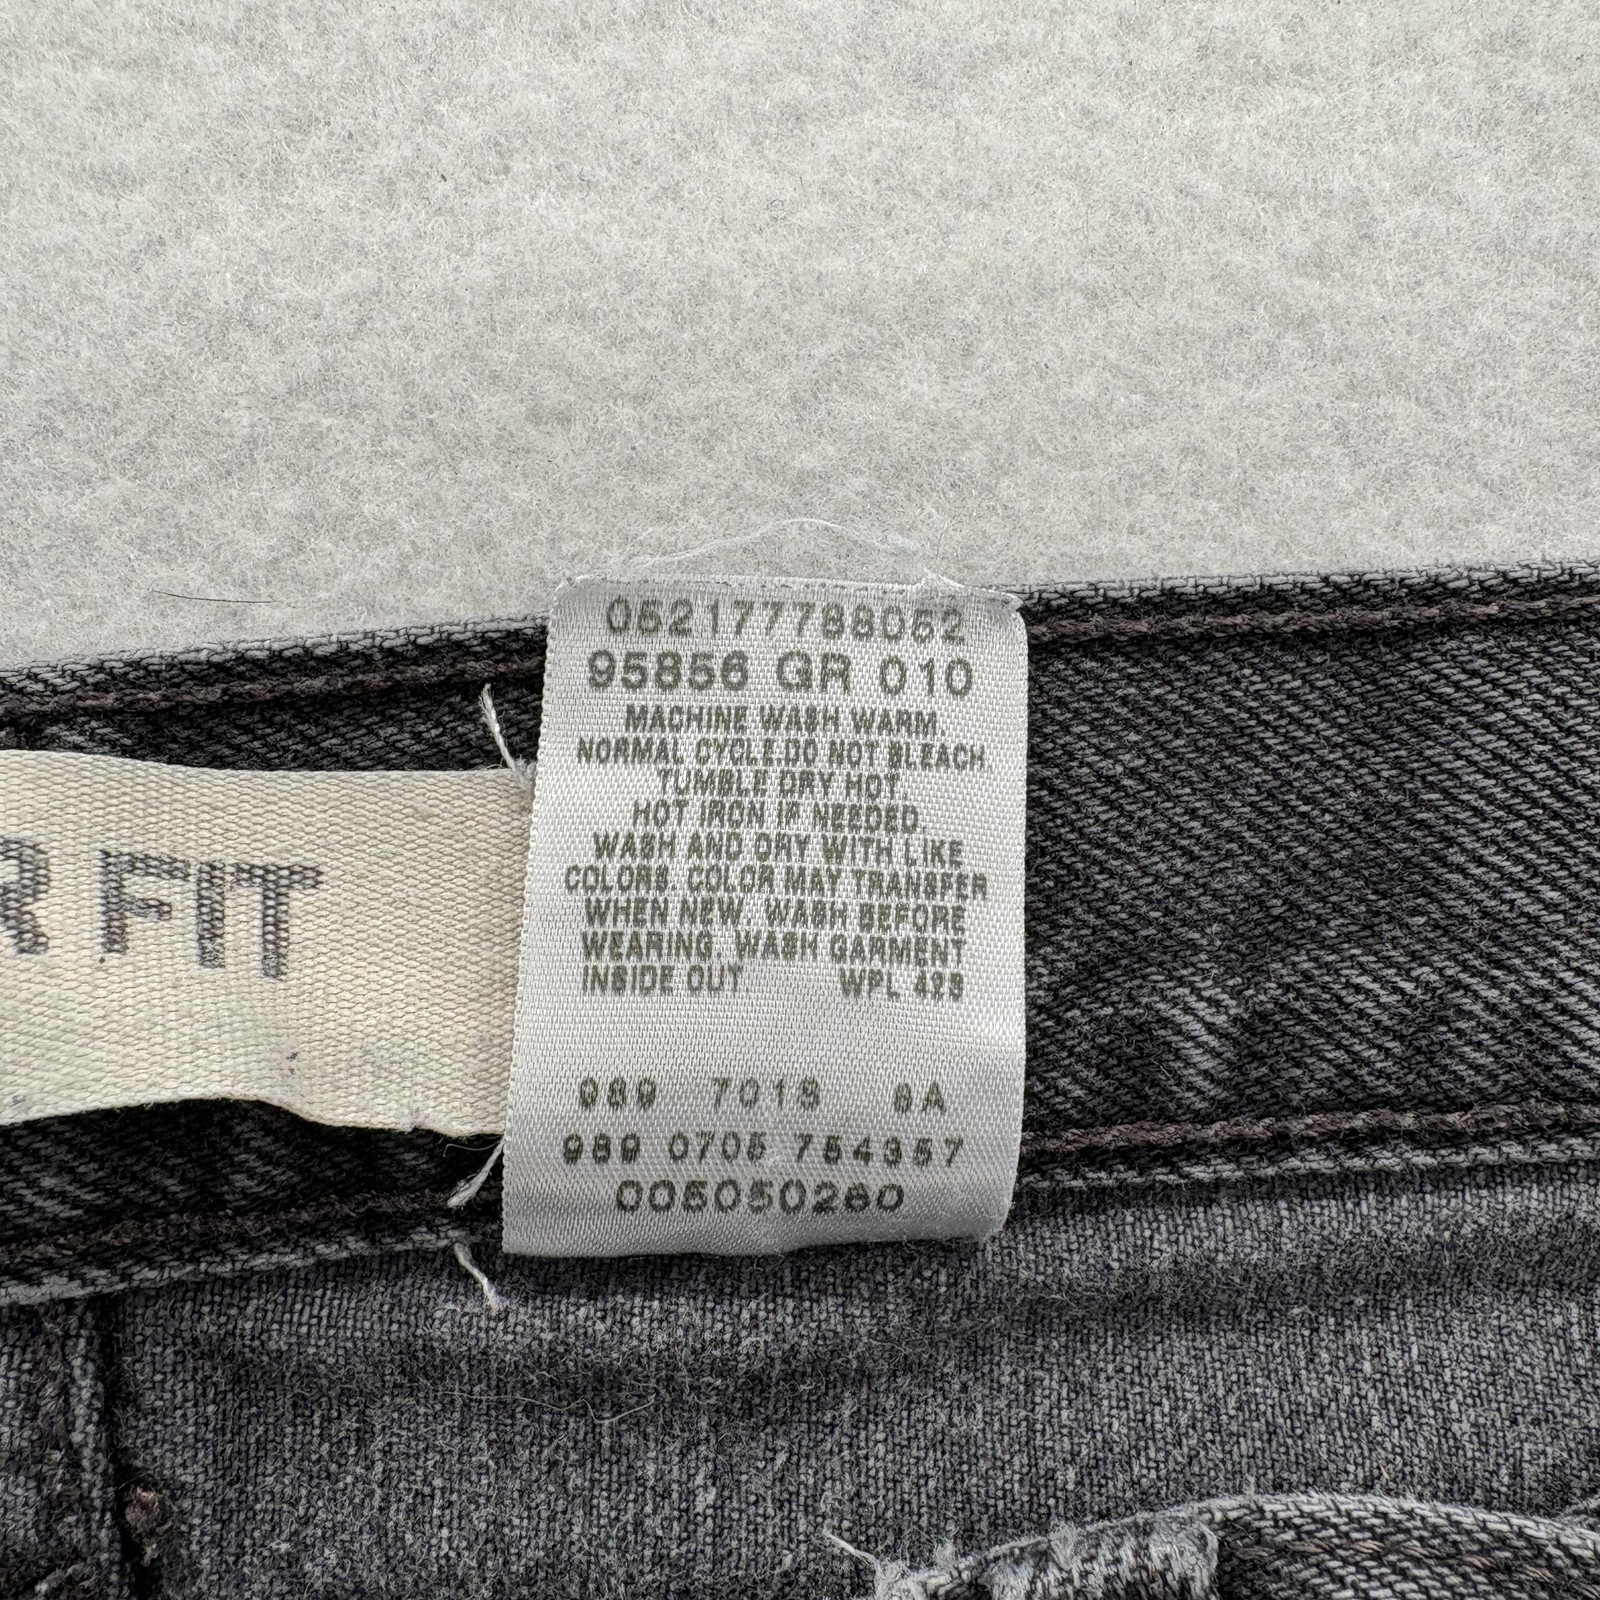 052177788052
95856 GR 010
MACHINE WASH WARM.
NORMAL CYCLE.DO NOT BLEACH.
TUMBLE DRY HOT.
HOT IRON IF NEEDED.
WASH AND DRY WITH LIKE
COLORS. COLOR MAY TRANSFER
WHEN NEW. WASH BEFORE
WEARING. WASH GARMENT
INSIDE OUT WPL 423
R FIT
989 7013 8A
989 0705 754357
005050260